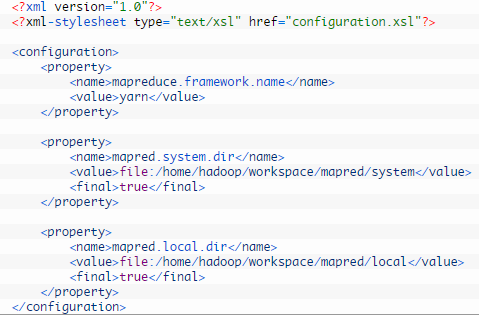 <?xml version="1.0"?>
<?xml-stylesheet type="text/xsl" href="configuration.xsl"?>
<configuration>
<property>
<name>mapreduce.framework.name</name>
<value>yarn</value>
</property>
<property>
<name>mapred.system.dir</name>
<value>file:/home/hadoop/workspace/mapred/system</value>
<final>true</final>
</property>
<property>
<name>mapred.local.dir</name>
<value>file:/home/hadoop/workspace/mapred/local</value>
<final>true</final>
</property>
</configuration>